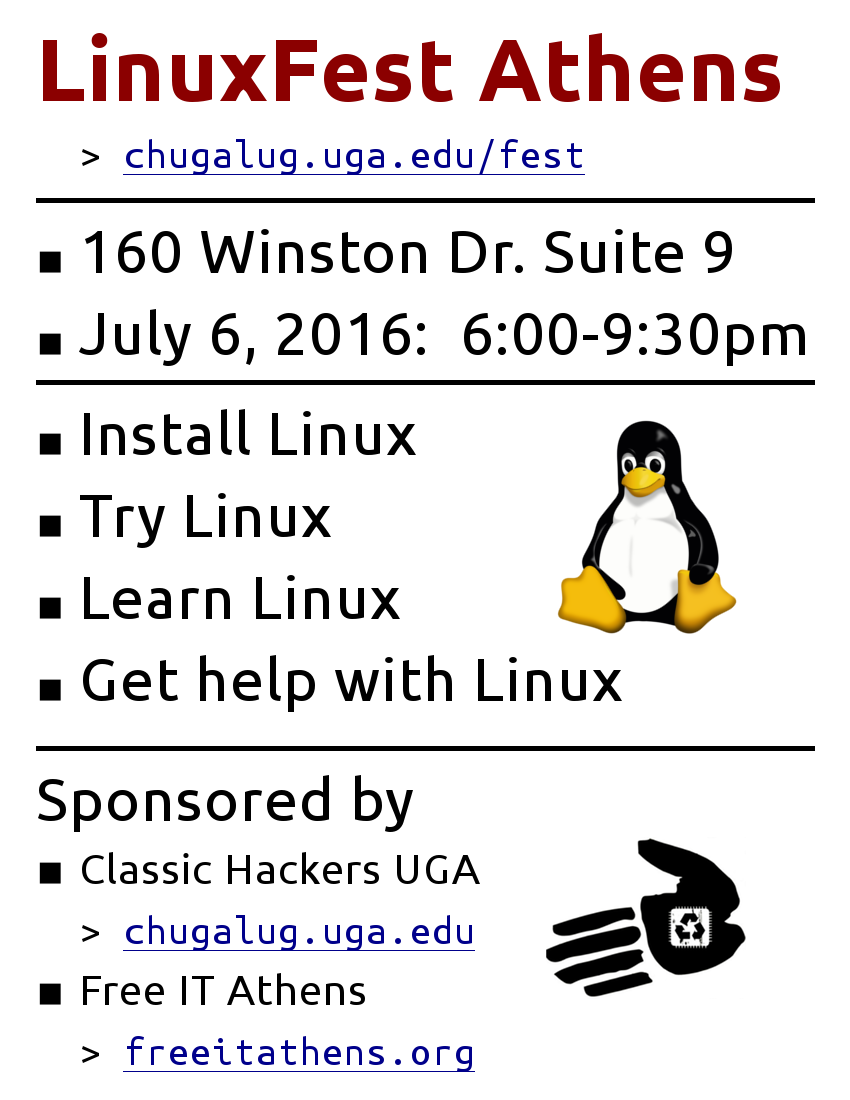 LinuxFest Athens
> chugalug.uga.edu/fest
■ 160 Winston Dr. Suite 9
■ July 6, 2016:  6:00-9:30pm
■ Install Linux
■ Try Linux
■ Learn Linux
■ Get help with Linux
Sponsored by
■ Classic Hackers UGA
> chugalug.uga.edu
■ Free IT Athens
> freeitathens.org